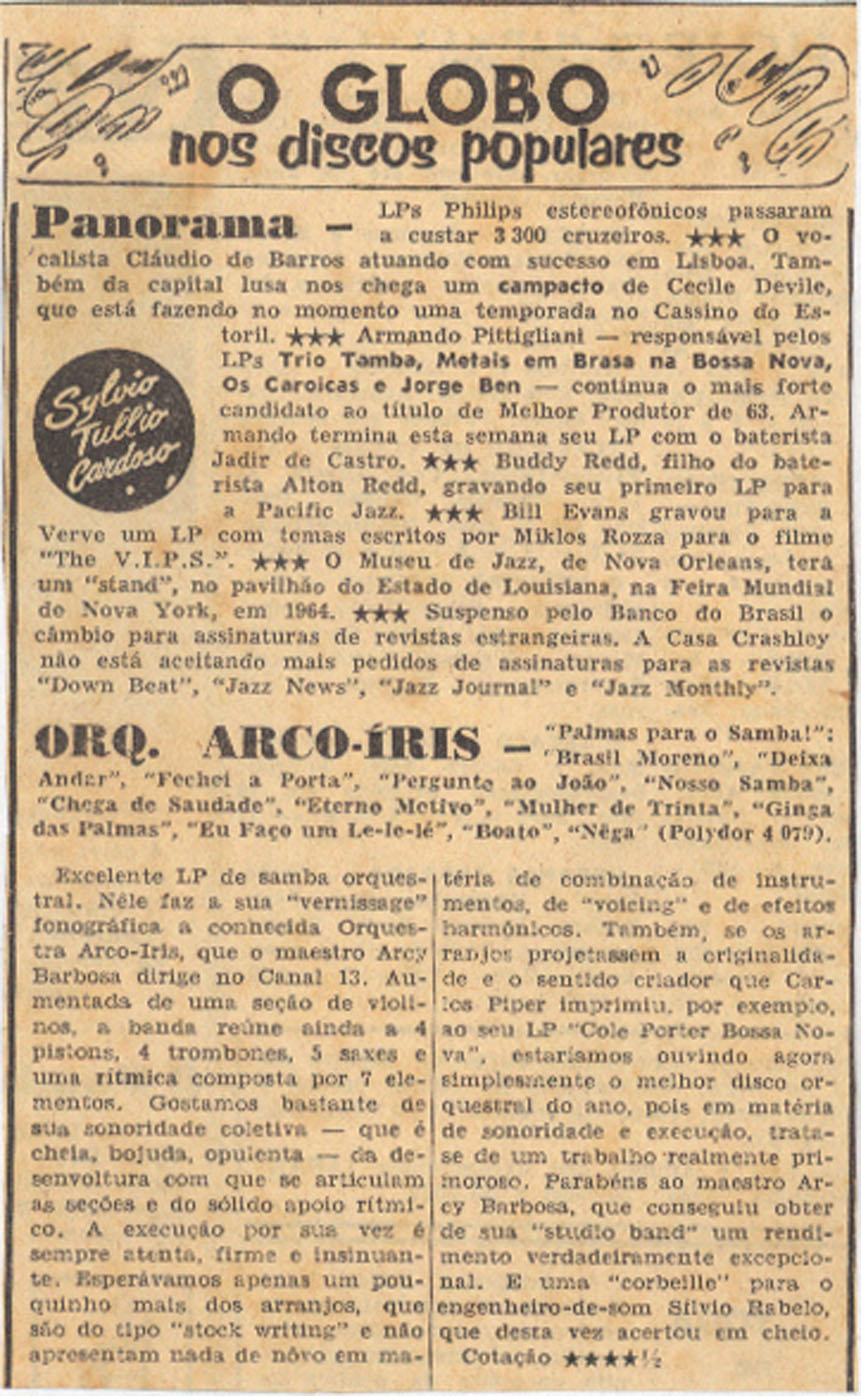 O GLOBO
nos discos populares
Panorama — LPs Philips estereofônicos passaram
a custar 3 300 cruzeiros. ★★★ O vo-
calista Cláudio de Barros atuando com sucesso em Lisboa. Tam-
bém da capital lusa nos chega um campacto de Cecile Devile,
que está fazendo no momento uma temporada no Cassino do Es-
toril. ★★★ Armando Pittigliani — responsável pelos
LPs Trio Tamba, Metais em Brasa na Bossa Nova,
Os Caroicas e Jorge Ben — continua o mais forte
candidato ao título de Melhor Produtor de 63. Ar-
mando termina esta semana seu LP com o baterista
Jadir de Castro. ★★★ Buddy Redd, filho do bate-
rista Alton Redd, gravando seu primeiro LP para
a Pacific Jazz. ★★★ Bill Evans gravou para a
Sylvio
Tullio
Cardoso
Verve um LP com temas escritos por Miklos Rozza para o filme
"The V.I.P.S.". ★★★ O Museu de Jazz, de Nova Orleans, terá
um "stand", no pavilhão do Estado de Louisiana, na Feira Mundial
de Nova York, em 1964. ★★★ Suspenso pelo Banco do Brasil o
câmbio para assinaturas de revistas estrangeiras. A Casa Crashley
não está aceitando mais pedidos de assinaturas para as revistas
"Down Beat", "Jazz News", "Jazz Journal" e "Jazz Monthly".
ORQ. ARCO-ÍRIS — "Palmas para o Samba!":
"Brasil Moreno", "Deixa
Andar", "Fechei a Porta", "Pergunte ao João", "Nosso Samba",
"Chega de Saudade", "Eterno Motivo", "Mulher de Trinta", "Ginga
das Palmas", "Eu Faço um Le-le-lé", "Boato", "Nêga" (Polydor 4 079).
Excelente LP de samba orques-
tral. Nêle faz a sua "vernissage"
fonográfica a conhecida Orques-
tra Arco-Iris, que o maestro Arcy
Barbosa dirige no Canal 13. Au-
mentada de uma seção de violi-
nos, a banda reúne ainda a 4
pistons, 4 trombones, 5 saxes e
uma rítmica composta por 7 ele-
mentos. Gostamos bastante de
sua sonoridade coletiva — que é
cheia, bojuda, opulenta — da de-
senvoltura com que se articulam
as seções e do sólido apoio rítmi-
co. A execução por sua vez é
sempre atenta, firme e insinuan-
te. Esperávamos apenas um pou-
quinho mais dos arranjos, que
são do tipo "stock writing" e não
apresentam nada de nôvo em ma-
téria de combinação de instru-
mentos, de "voicing" e de efeitos
harmônicos. Também, se os ar-
ranjos projetassem a originalida-
de e o sentido criador que Car-
los Piper imprimiu, por exemplo,
ao seu LP "Cole Porter Bossa No-
va", estaríamos ouvindo agora
simplesmente o melhor disco or-
questral do ano, pois em matéria
de sonoridade e execução, trata-
se de um trabalho realmente pri-
moroso. Parabéns ao maestro Ar-
cy Barbosa, que conseguiu obter
de sua "studio band" um rendi-
mento verdadeiramente excepcio-
nal. E uma "corbeille" para o
engenheiro-de-som Sílvio Rabelo,
que desta vez acertou em cheio.
Cotação ★★★★½